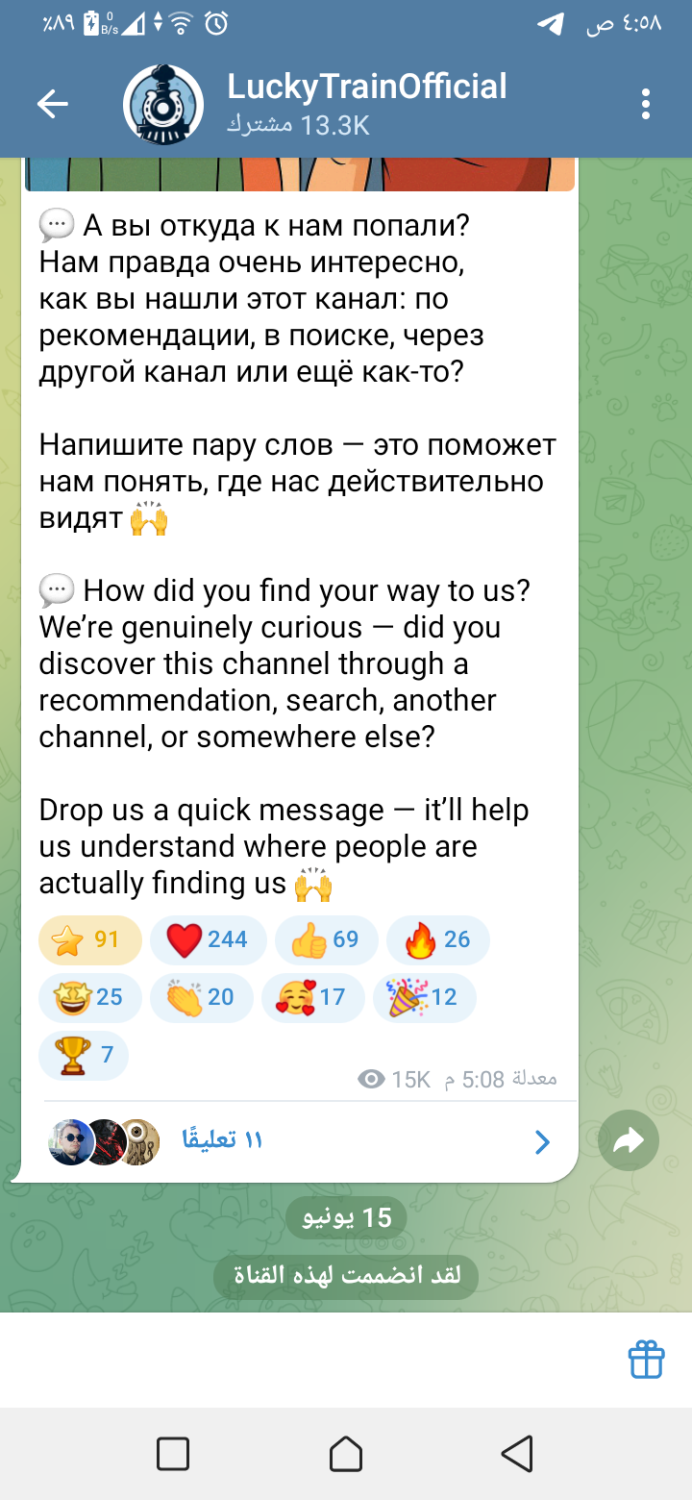 ٪٨٩
0
B/s
٤:٥٨ ص
LuckyTrainOfficial
13.3K مشترك
А вы откуда к нам попали?
Нам правда очень интересно,
как вы нашли этот канал: по
рекомендации, в поиске, через
другой канал или ещё как-то?
Напишите пару слов — это поможет
нам понять, где нас действительно
видят 🙌
How did you find your way to us?
We’re genuinely curious — did you
discover this channel through a
recommendation, search, another
channel, or somewhere else?
Drop us a quick message — it’ll help
us understand where people are
actually finding us 🙌
91 244 69 26
25 20 17 12
7
15K معدلة 5:08 م
١١ تعليقًا
15 يونيو
لقد انضممت لهذه القناة